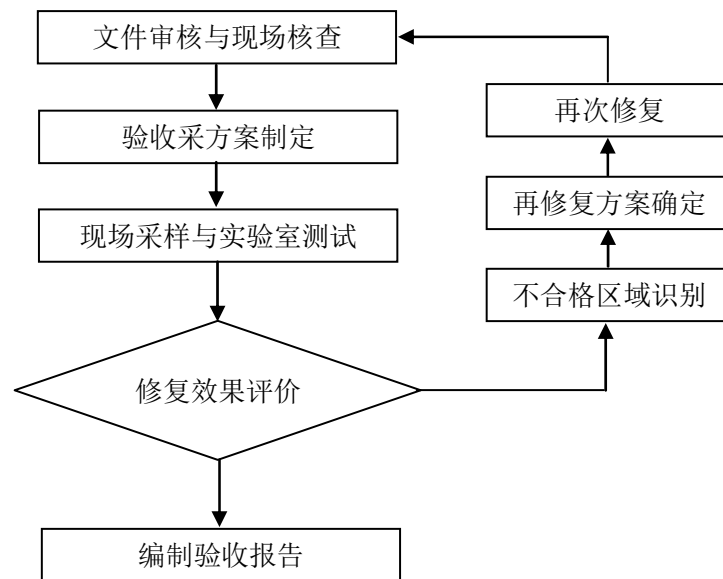 文件审核与现场核查
再次修复
验收采方案制定
再修复方案确定
现场采样与实验室测试
不合格区域识别
修复效果评价
编制验收报告